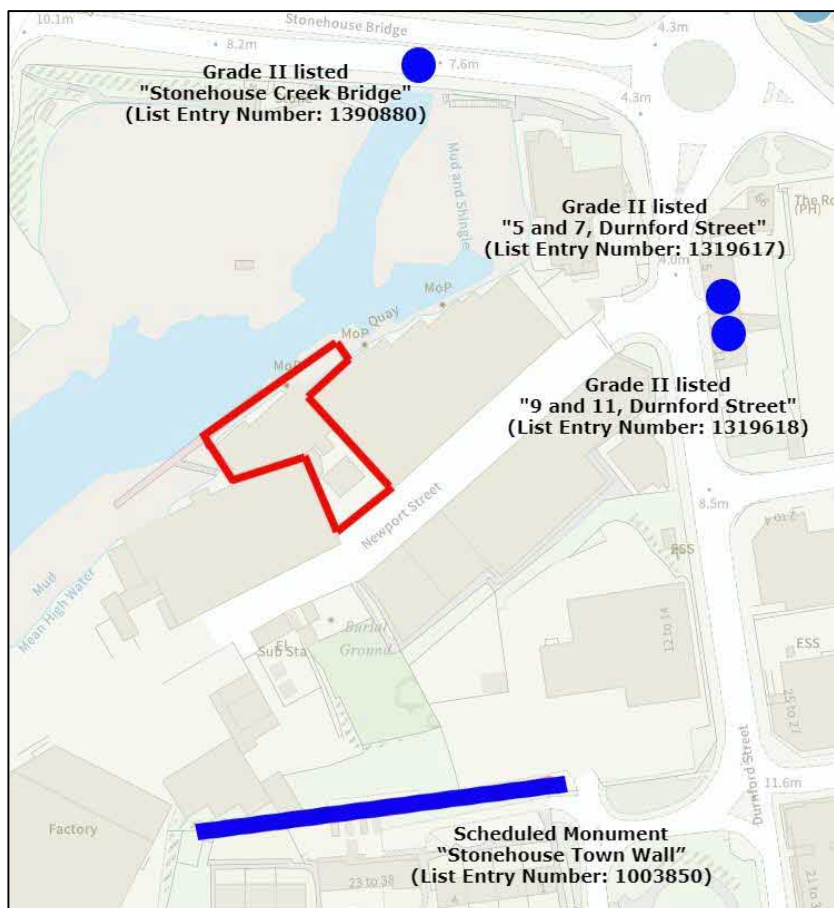 10.1m
Stonehouse Bridge
8.2m
7.6m
4.3m
Grade II listed
"Stonehouse Creek Bridge"
(List Entry Number: 1390880)
4.3m
Mud and Shingle
Grade II listed
"5 and 7, Durnford Street"
(List Entry Number: 1319617)
The Ro
(PH)
4.0m
5
MoP
Quay
MoP
MoP
Grade II listed
"9 and 11, Durnford Street"
(List Entry Number: 1319618)
Newport Street
8.5m
ESS
Mud
Mean High Water
El
Sub Sta
Burial
Ground
12 to 14
ESS
25 to 27
Durnford Street
11.6m
Factory
Scheduled Monument
“Stonehouse Town Wall”
(List Entry Number: 1003850)
23 to 38